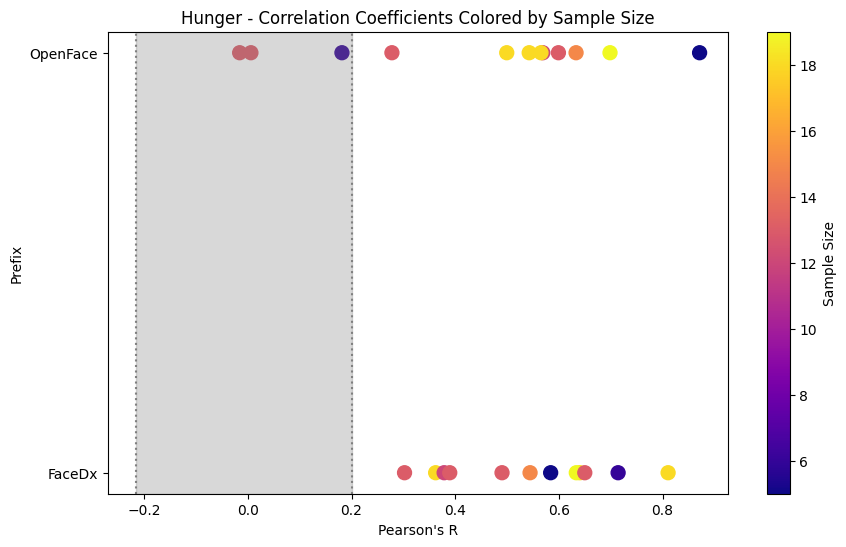 Hunger - Correlation Coefficients Colored by Sample Size
OpenFace
FaceDx
Prefix
−0.2
0.0
0.2
0.4
0.6
0.8
Pearson's R
18
16
14
12
10
8
6
Sample Size